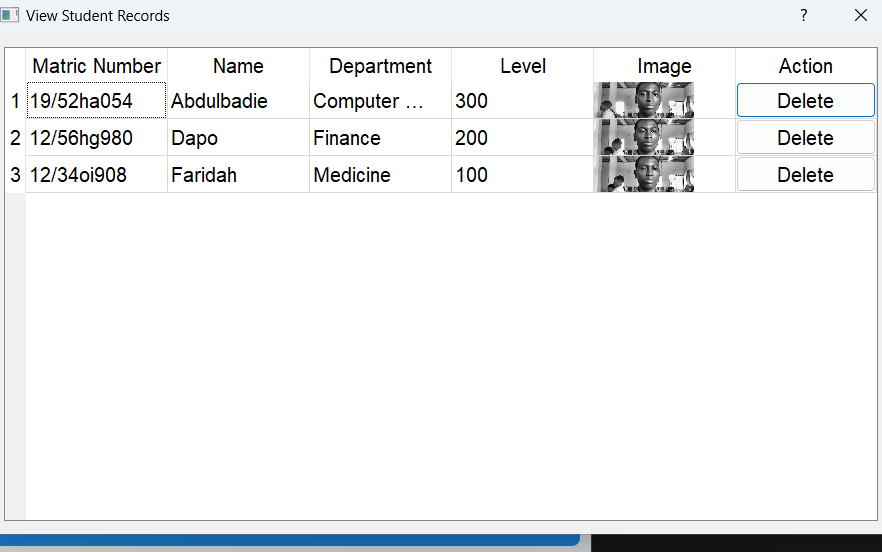 View Student Records ?
Matric Number Name Department Level Image Action
1 19/52ha054 Abdulbadie Computer … 300 Delete
2 12/56hg980 Dapo Finance 200 Delete
3 12/34oi908 Faridah Medicine 100 Delete